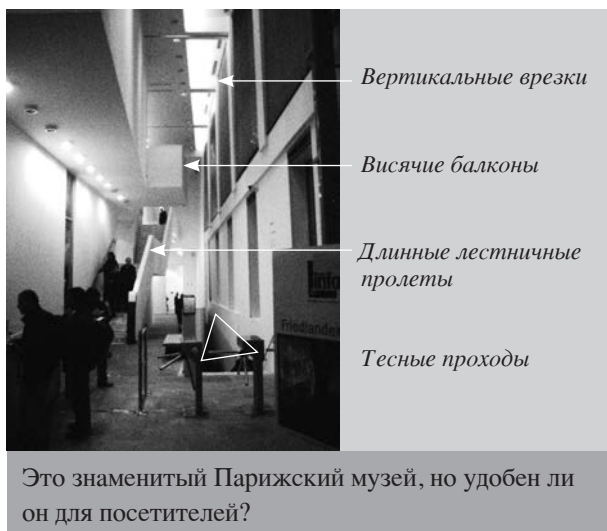 Вертикальные врезки
Висячие балконы
Длинные лестничные
пролеты
Тесные проходы
Friedlander
Это знаменитый Парижский музей, но удобен ли
он для посетителей?